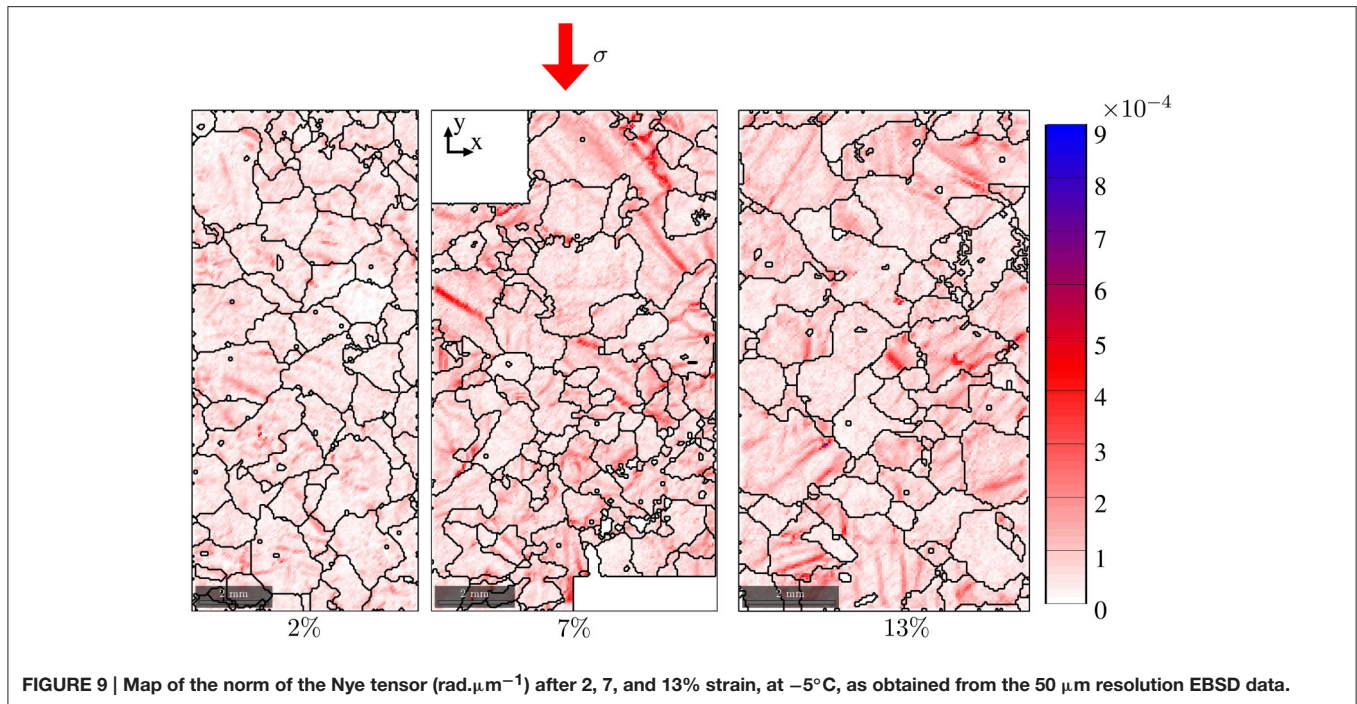 σ
×10⁻⁴
y
x
9
8
7
6
5
4
3
2
1
0
2 mm
2 mm
2 mm
2%
7%
13%
FIGURE 9 | Map of the norm of the Nye tensor (rad.μm⁻¹) after 2, 7, and 13% strain, at −5°C, as obtained from the 50 μm resolution EBSD data.